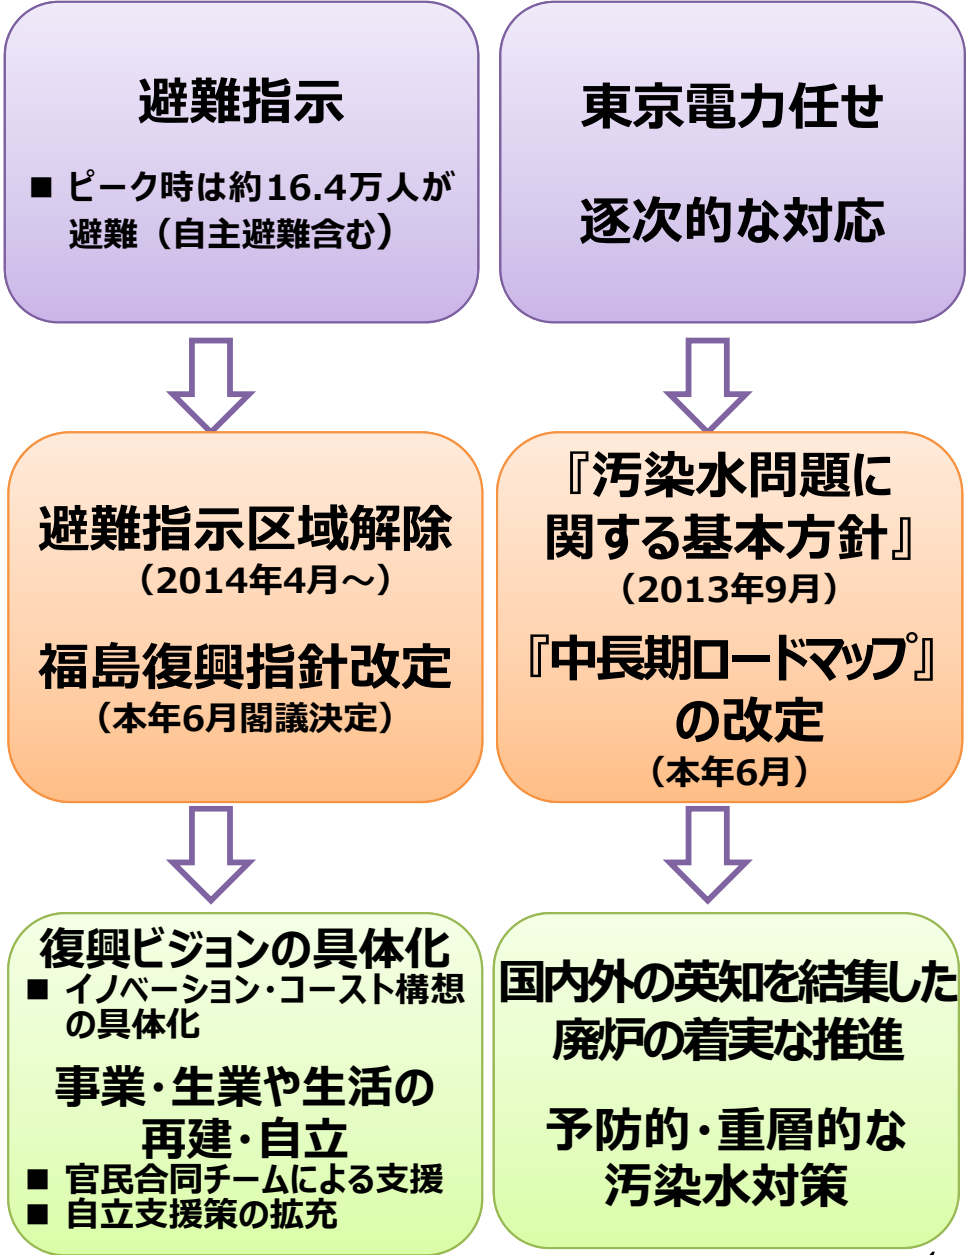 避難指示
■ ピーク時は約16.4万人が
避難（自主避難含む）
東京電力任せ
逐次的な対応
避難指示区域解除
（2014年4月～）
福島復興指針改定
（本年6月閣議決定）
『汚染水問題に
関する基本方針』
（2013年9月）
『中長期ロードマップ』
の改定
（本年6月）
復興ビジョンの具体化
■ イノベーション・コースト構想
の具体化
事業・生業や生活の
再建・自立
■ 官民合同チームによる支援
■ 自立支援策の拡充
国内外の英知を結集した
廃炉の着実な推進
予防的・重層的な
汚染水対策